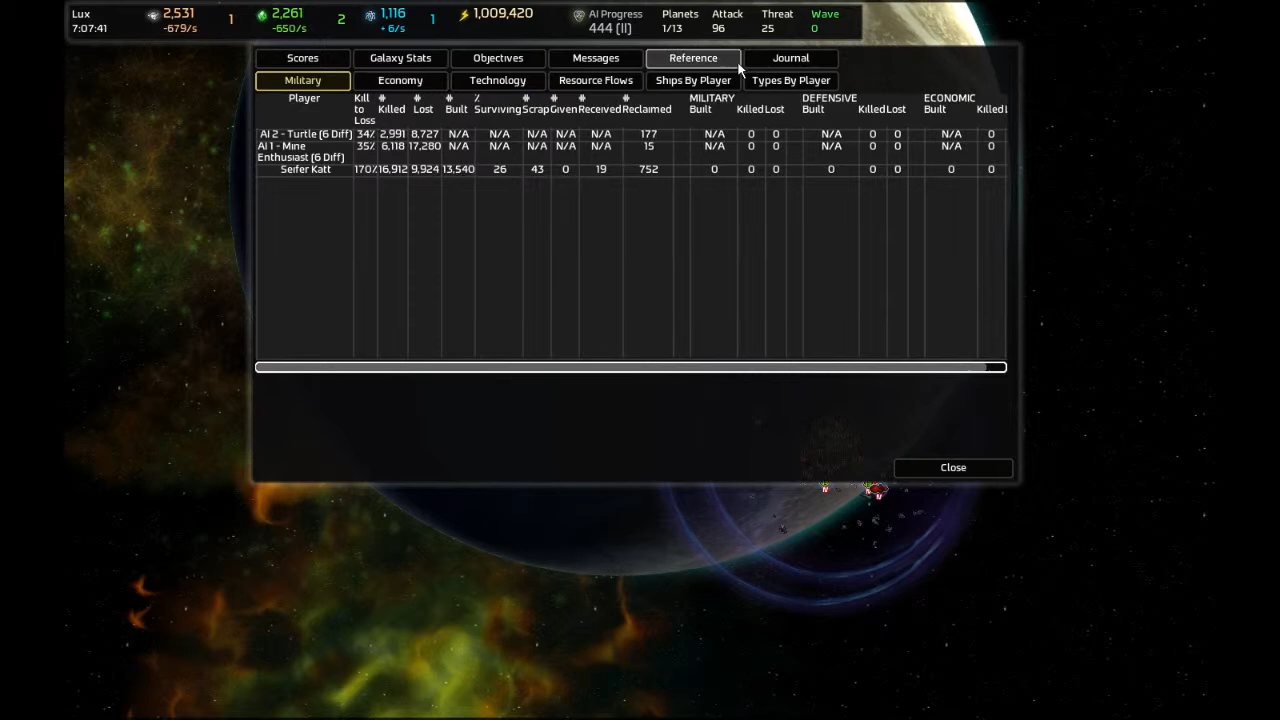 Lux 2,531 1 2,261 2 1,116 1 1,009,420 AI Progress Planets Attack Threat Wave
7:07:41 -679/s -650/s + 6/s 444 [II] 1/13 96 25 0
Scores Galaxy Stats Objectives Messages Reference Journal
Military Economy Technology Resource Flows Ships By Player Types By Player
Player Kill # # # % # # # # MILITARY DEFENSIVE ECONOMIC
to Killed Lost Built Surviving Scrap Given Received Reclaimed Built Killed Lost Built Killed Lost Built Killed L
Loss
AI 2 - Turtle [6 Diff] 34% 2,991 8,727 N/A N/A N/A N/A N/A 177 N/A 0 0 N/A 0 0 N/A 0
AI 1 - Mine 35% 6,118 17,280 N/A N/A N/A N/A N/A 15 N/A 0 0 N/A 0 0 N/A 0
Enthusiast [6 Diff]
Seifer Katt 170% 16,912 9,924 13,540 26 43 0 19 752 0 0 0 0 0 0 0 0
Close